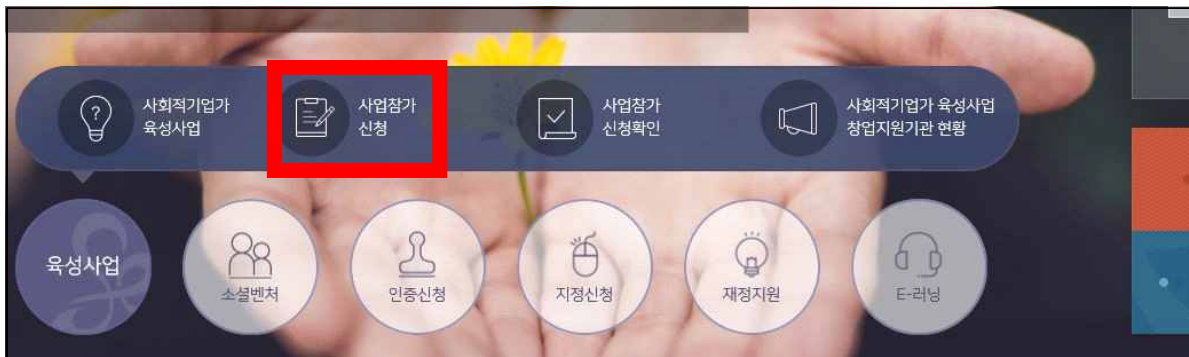 ?
사회적기업가
육성사업
사업참가
신청
사업참가
신청확인
사회적기업가 육성사업
창업지원기관 현황
육성사업
소셜벤처
인증신청
지정신청
재정지원
E-러닝